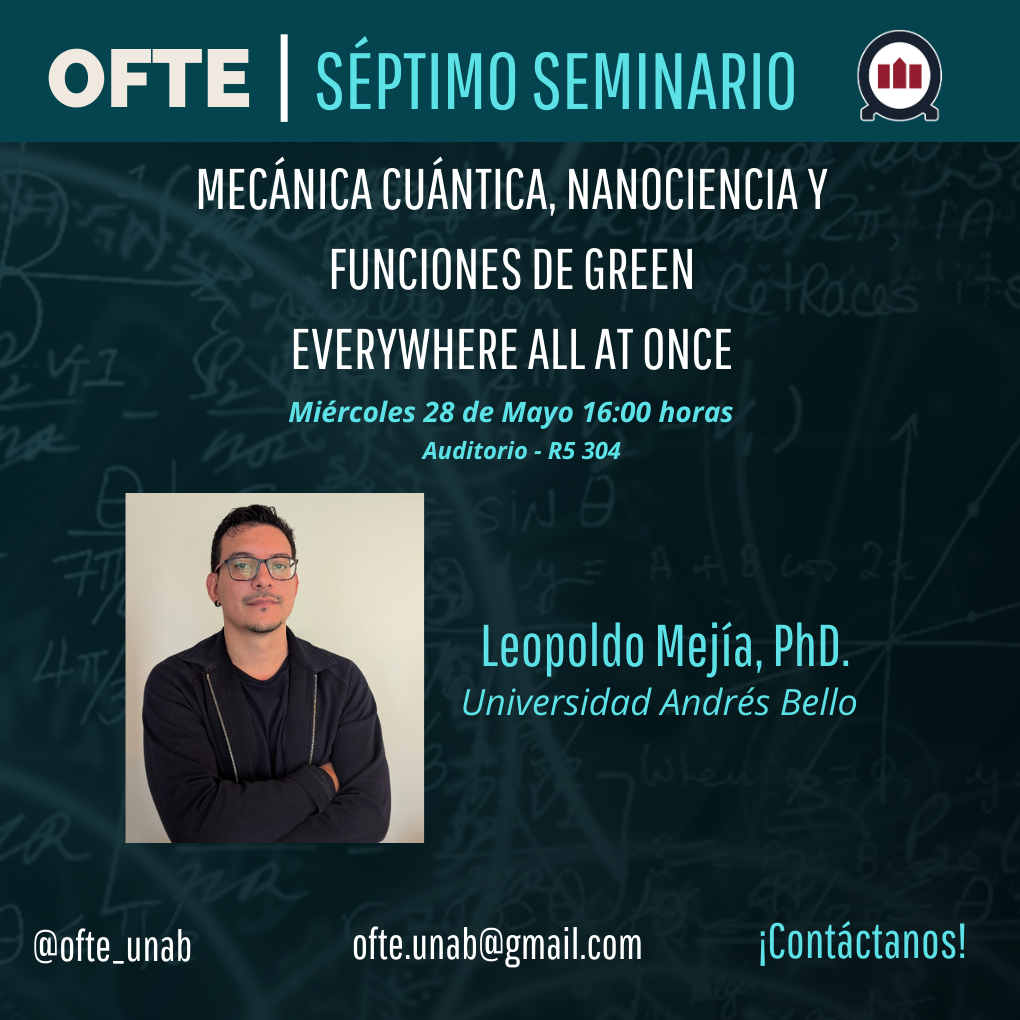 OFTE | SÉPTIMO SEMINARIO
MECÁNICA CUÁNTICA, NANOCIENCIA Y
FUNCIONES DE GREEN
EVERYWHERE ALL AT ONCE
Miércoles 28 de Mayo 16:00 horas
Auditorio - R5 304
Leopoldo Mejía, PhD.
Universidad Andrés Bello
@ofte_unab
ofte.unab@gmail.com
¡Contáctanos!